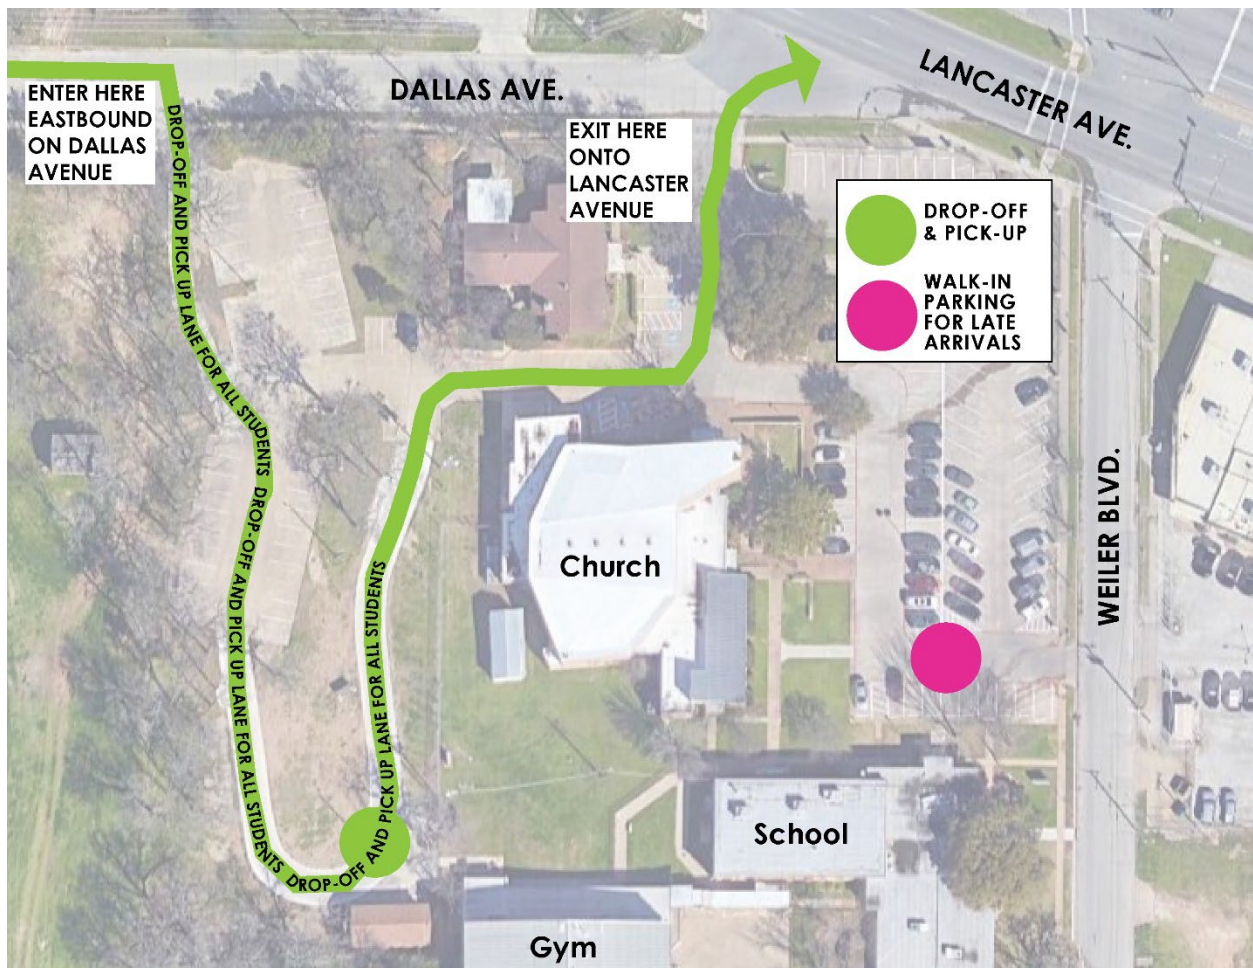 ENTER HERE
EASTBOUND
ON DALLAS
AVENUE
DALLAS AVE.
LANCASTER AVE.
EXIT HERE
ONTO
LANCASTER
AVENUE
DROP-OFF
& PICK-UP
WALK-IN
PARKING
FOR LATE
ARRIVALS
DROP-OFF AND PICK UP LANE FOR ALL STUDENTS DROP-OFF AND PICK UP LANE FOR ALL STUDENTS DROP-OFF AND PICK UP LANE FOR ALL STUDENTS
WEILER BLVD.
Church
School
Gym